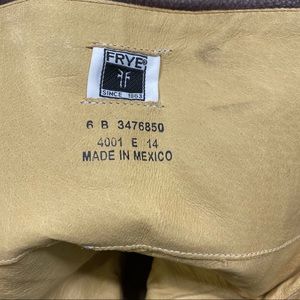 FRYE®
SINCE 1863
6 B 3476850
4001 E 14
MADE IN MEXICO